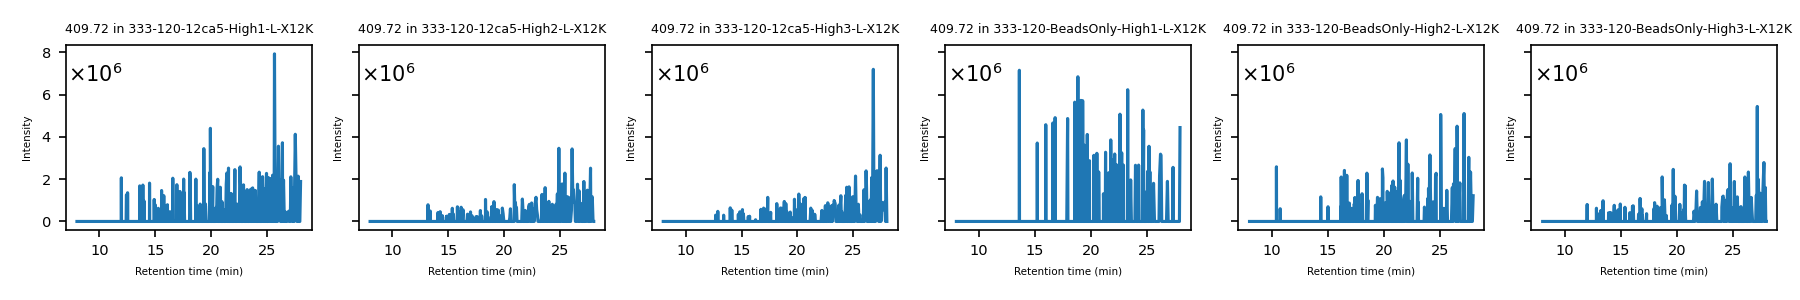 409.72 in 333-120-12ca5-High1-L-X12K
409.72 in 333-120-12ca5-High2-L-X12K
409.72 in 333-120-12ca5-High3-L-X12K
409.72 in 333-120-BeadsOnly-High1-L-X12K
409.72 in 333-120-BeadsOnly-High2-L-X12K
409.72 in 333-120-BeadsOnly-High3-L-X12K
×10⁶
×10⁶
×10⁶
×10⁶
×10⁶
×10⁶
8
6
4
2
0
Intensity
Intensity
Intensity
Intensity
Intensity
Intensity
10 15 20 25
10 15 20 25
10 15 20 25
10 15 20 25
10 15 20 25
10 15 20 25
Retention time (min)
Retention time (min)
Retention time (min)
Retention time (min)
Retention time (min)
Retention time (min)